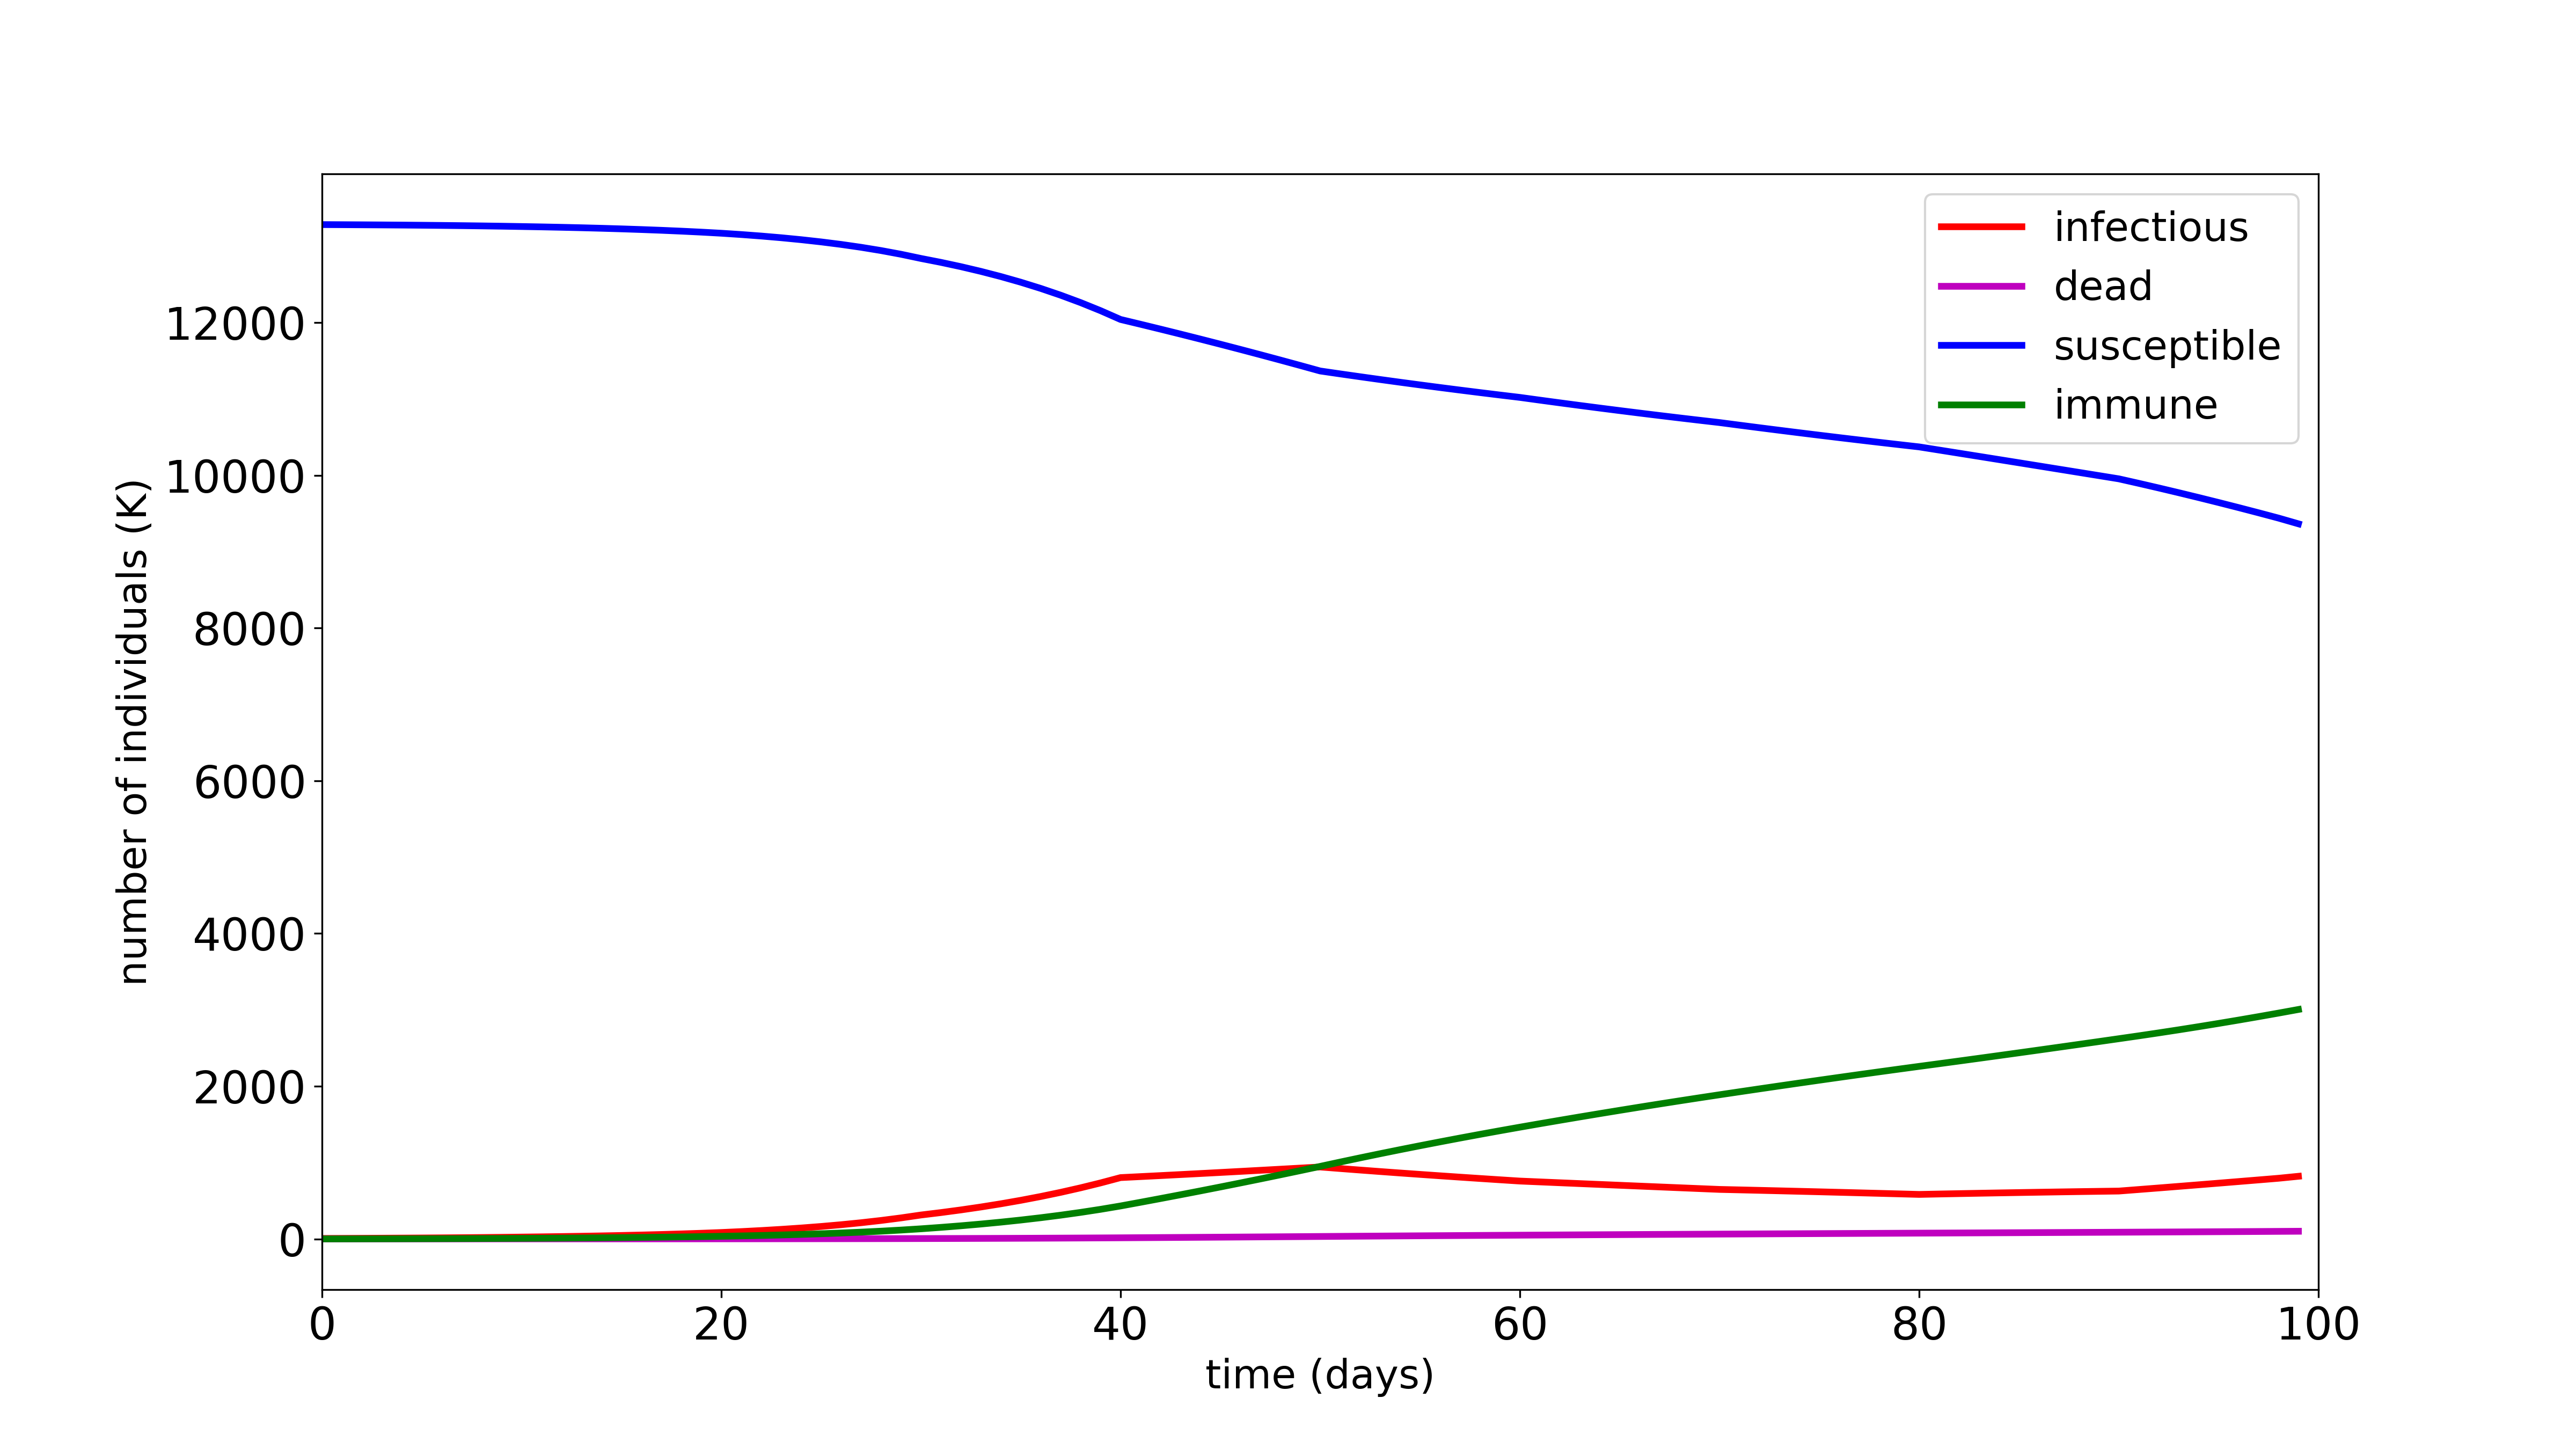 infectious
dead
susceptible
immune
12000
10000
8000
6000
4000
2000
0
number of individuals (K)
0 20 40 60 80 100
time (days)